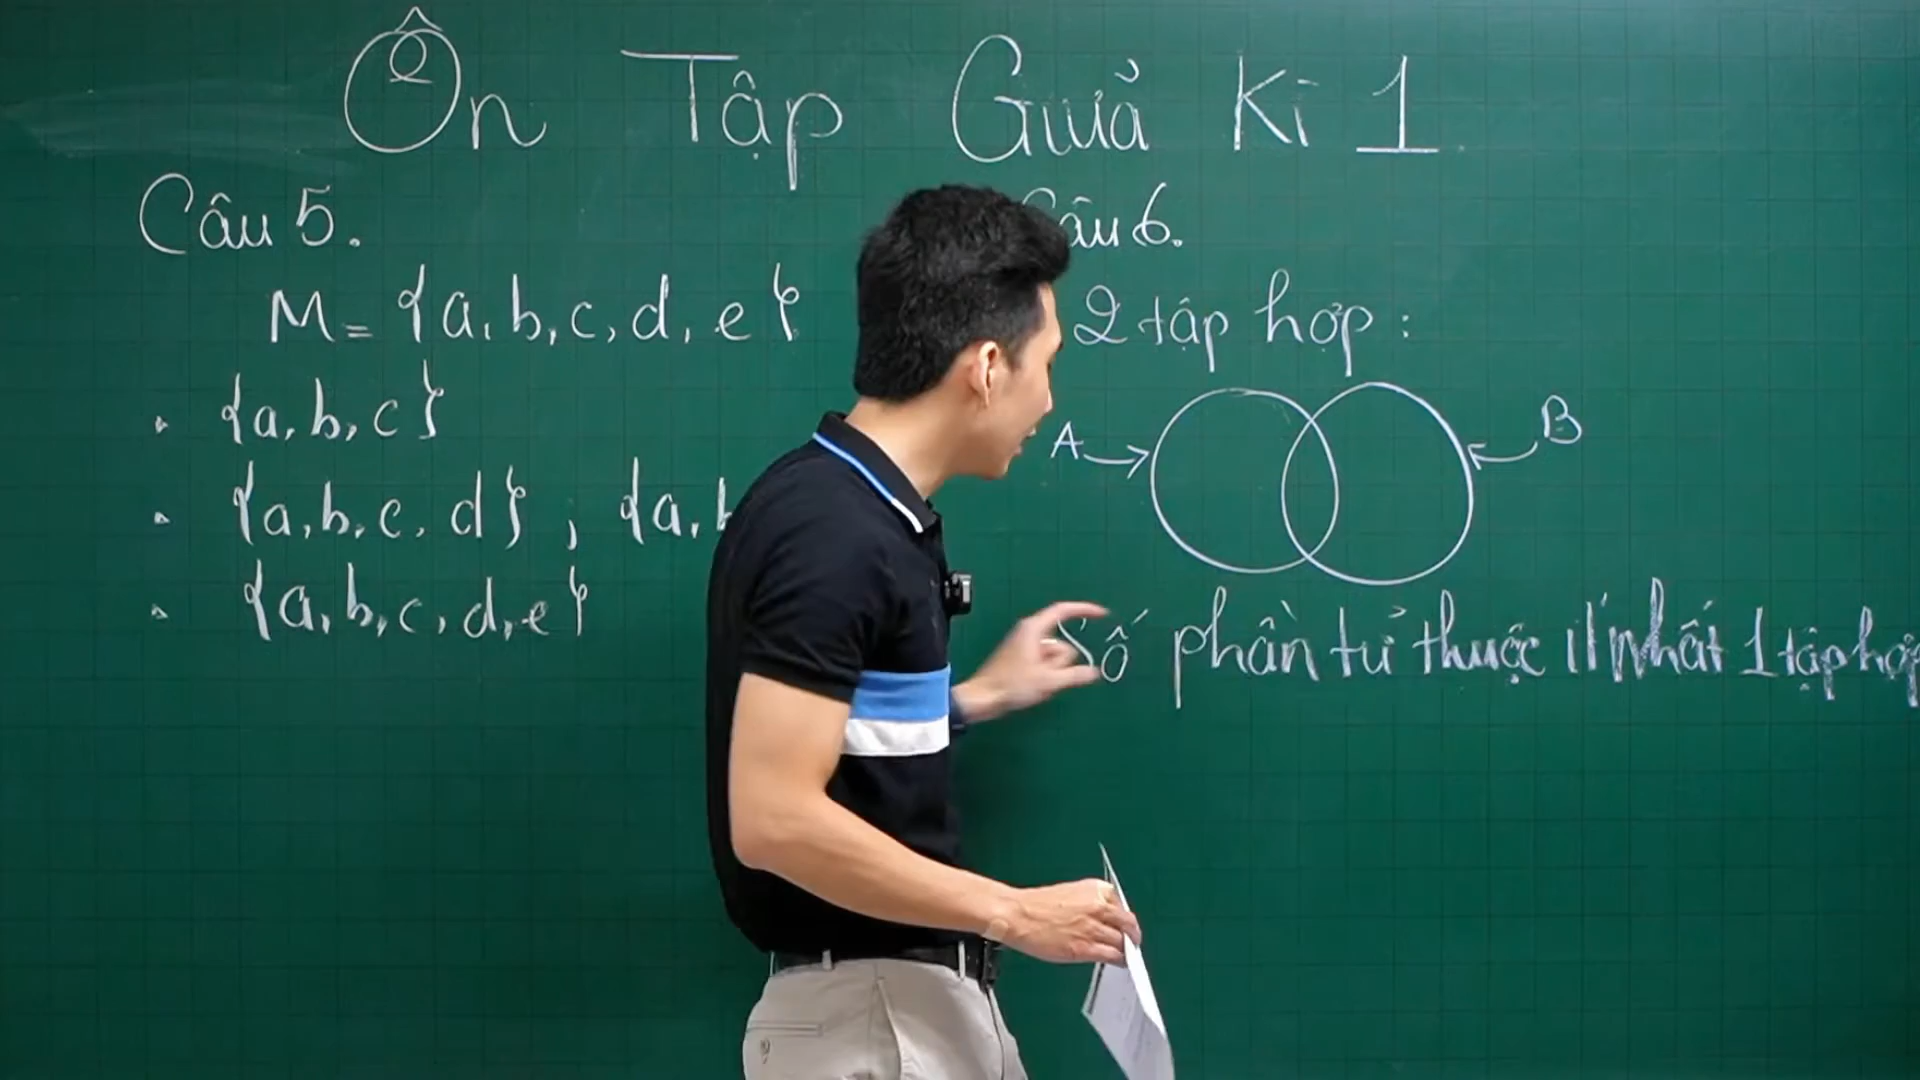 Ôn Tập Giữa Kì 1
Câu 5.
M = {a, b, c, d, e}
• {a, b, c}
• {a, b, c, d} , {a, b
• {a, b, c, d, e}
Câu 6.
2 tập hợp :
A
B
Số phần tử thuộc ít nhất 1 tập hợp